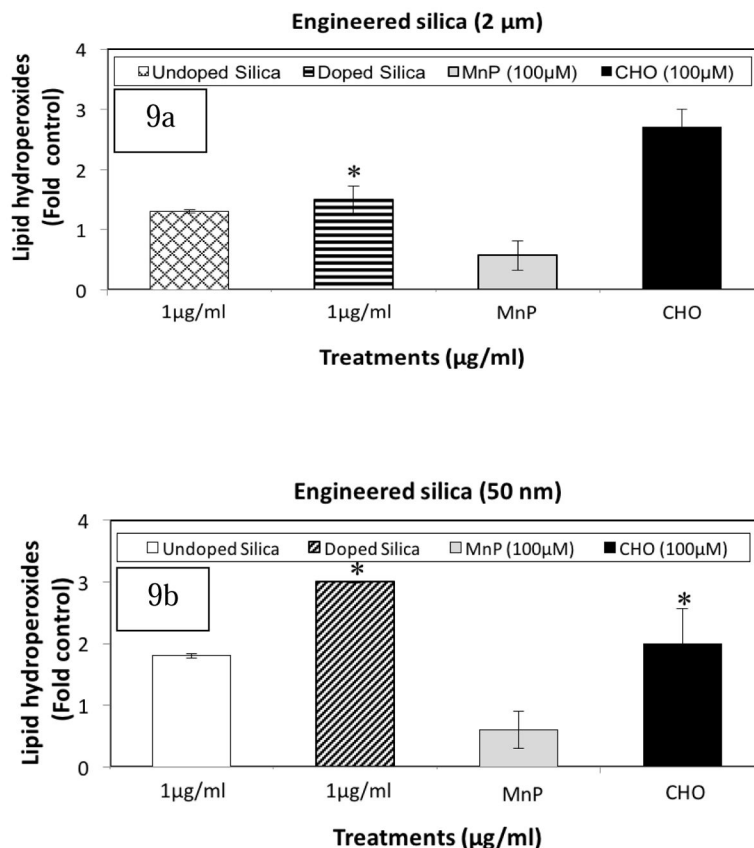 Engineered silica (2 µm)
Undoped Silica Doped Silica MnP (100µM) CHO (100µM)
9a
Lipid hydroperoxides
(Fold control)
4
3
2
1
0
*
1µg/ml 1µg/ml MnP CHO
Treatments (µg/ml)
Engineered silica (50 nm)
Undoped Silica Doped Silica MnP (100µM) CHO (100µM)
9b
Lipid hydroperoxides
(Fold control)
4
3
2
1
0
* *
1µg/ml 1µg/ml MnP CHO
Treatments (µg/ml)